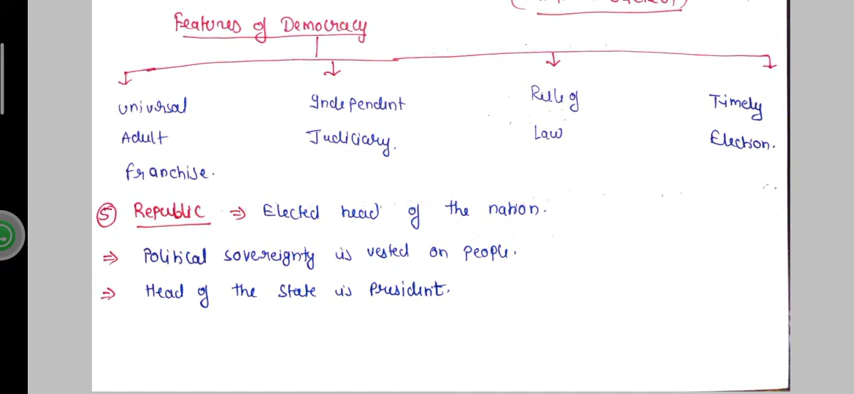 Features of Democracy
Universal Adult Franchise.
Independent Judiciary.
Rule of Law
Timely Election.
⑤ Republic ⇒ Elected head of the nation.
⇒ Political sovereignty is vested on people.
⇒ Head of the State is President.